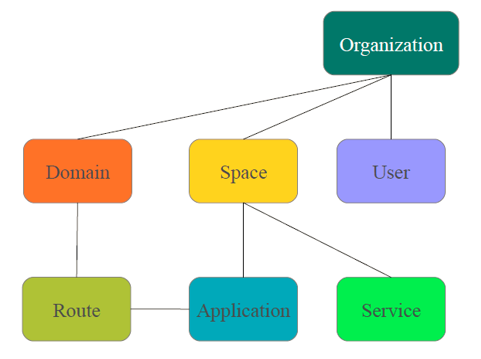 Organization
Domain
Space
User
Route
Application
Service